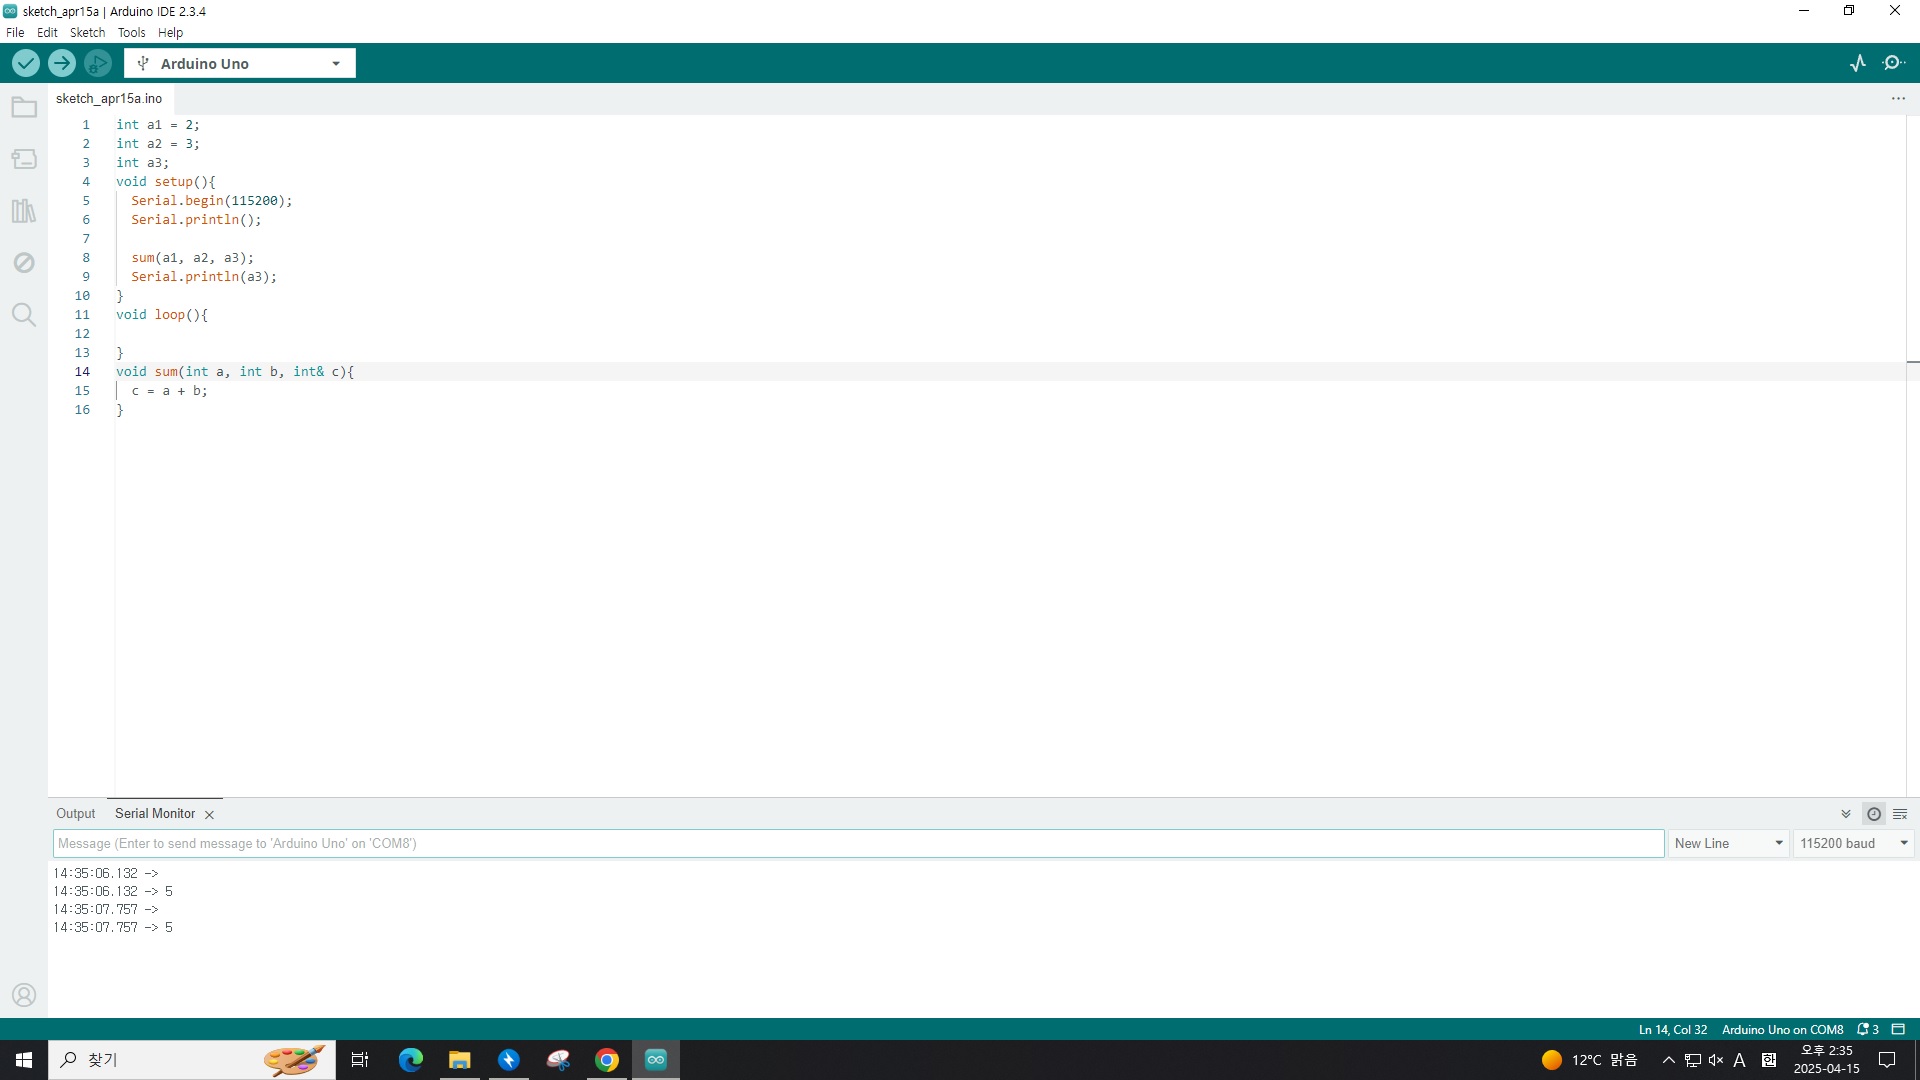 sketch_apr15a | Arduino IDE 2.3.4
File Edit Sketch Tools Help
Arduino Uno
sketch_apr15a.ino
1 int a1 = 2;
2 int a2 = 3;
3 int a3;
4 void setup(){
5 Serial.begin(115200);
6 Serial.println();
7
8 sum(a1, a2, a3);
9 Serial.println(a3);
10 }
11 void loop(){
12
13 }
14 void sum(int a, int b, int& c){
15 c = a + b;
16 }
Output Serial Monitor
Message (Enter to send message to 'Arduino Uno' on 'COM8') New Line 115200 baud
14:35:06.132 ->
14:35:06.132 -> 5
14:35:07.757 ->
14:35:07.757 -> 5
Ln 14, Col 32 Arduino Uno on COM8 3
찾기 12°C 맑음 A 한 오후 2:35
2025-04-15